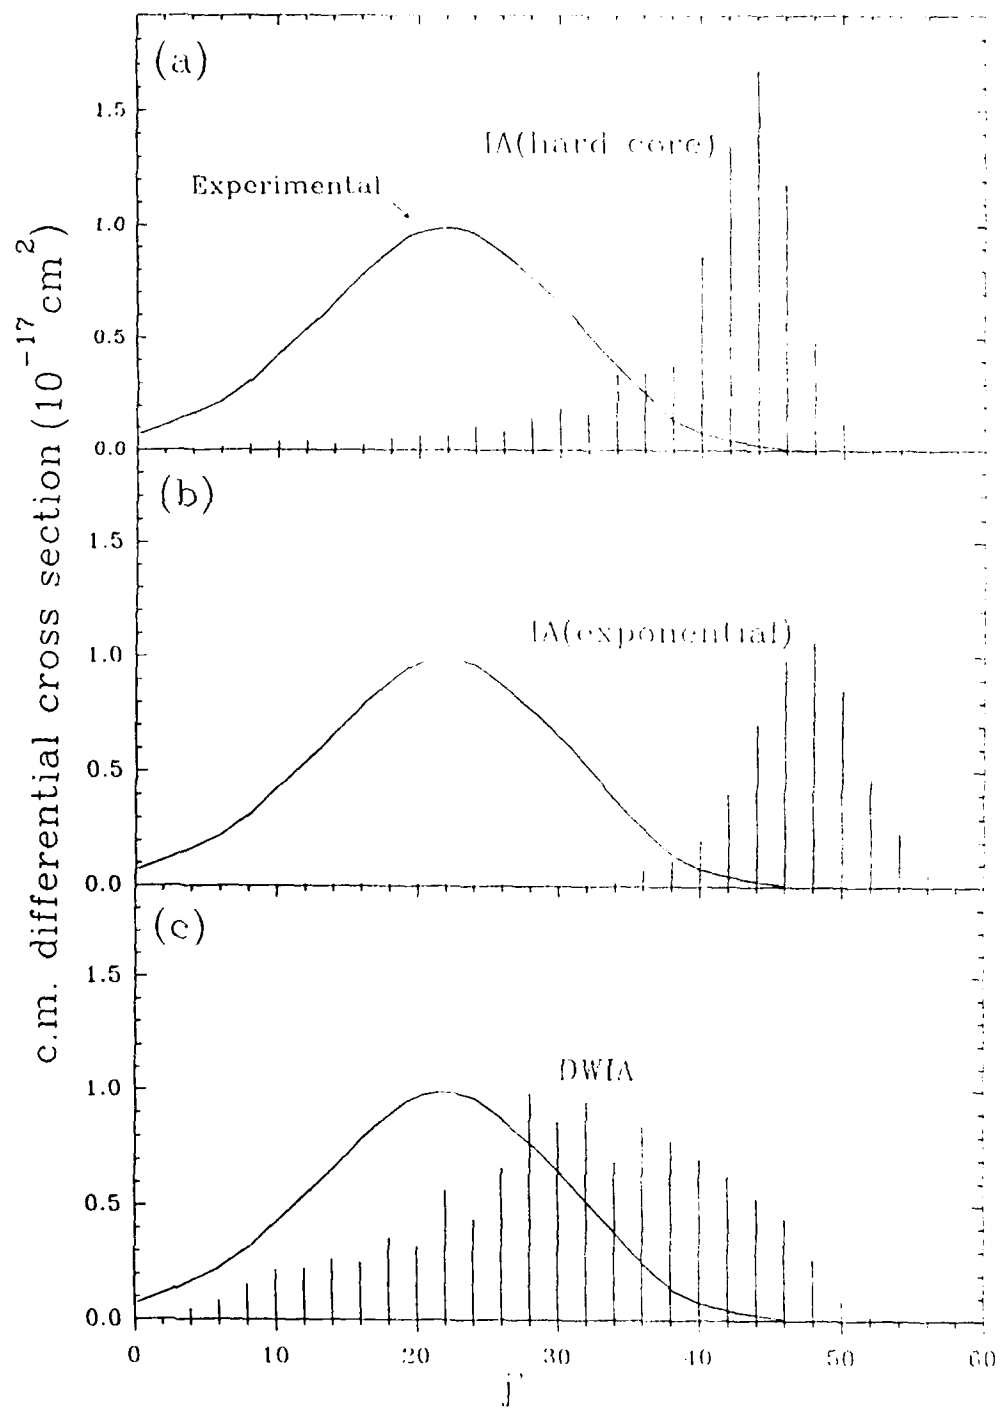 c.m. differential cross section (10^-17 cm^2)
(a)
1.5
1.0
0.5
0.0
IA(hard core)
Experimental
(b)
1.5
1.0
0.5
0.0
IA(exponential)
(c)
1.5
1.0
0.5
0.0
DWIA
0 10 20 30 40 50 60
j'